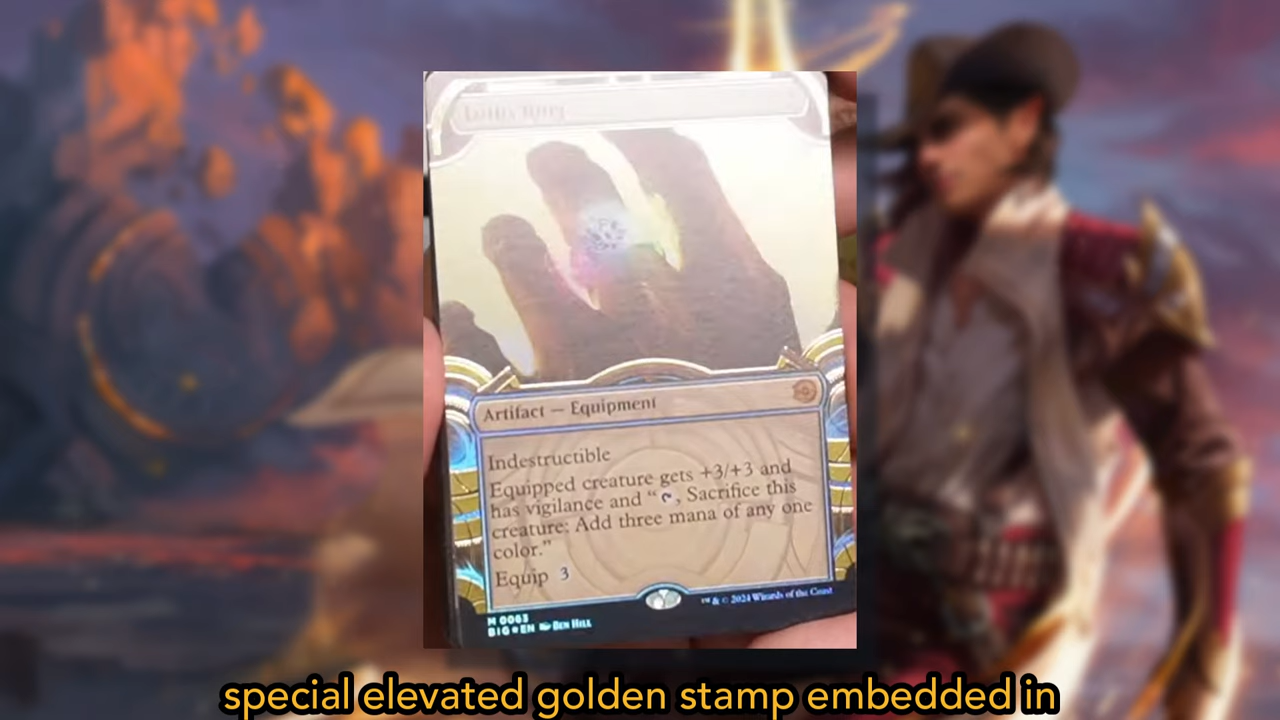 Artifact — Equipment
Indestructible
Equipped creature gets +3/+3 and
has vigilance and “, Sacrifice this
creature: Add three mana of any one
color.”
Equip 3
M 0063
BIG EN BEN HILL
™ & © 2024 Wizards of the Coast
special elevated golden stamp embedded in